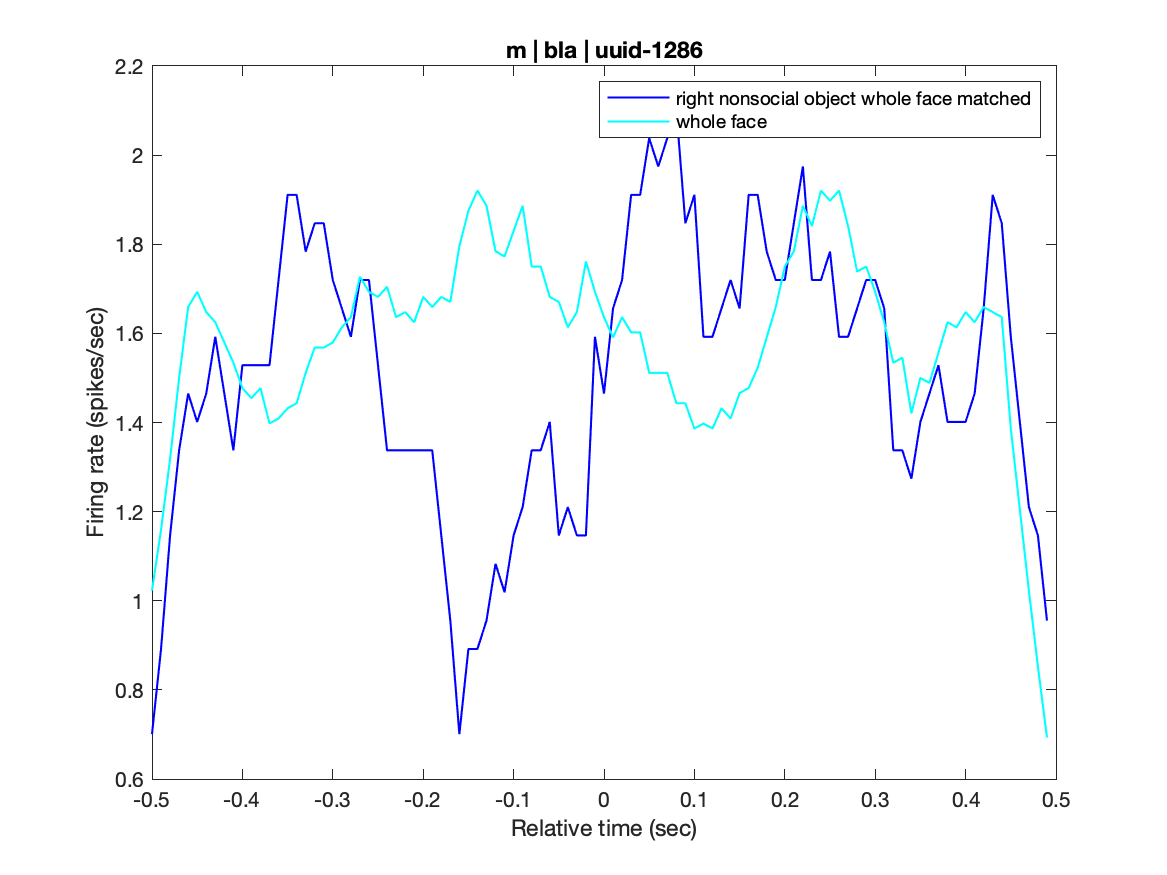 m | bla | uuid-1286
right nonsocial object whole face matched
whole face
Firing rate (spikes/sec)
2.2
2
1.8
1.6
1.4
1.2
1
0.8
0.6
-0.5 -0.4 -0.3 -0.2 -0.1 0 0.1 0.2 0.3 0.4 0.5
Relative time (sec)